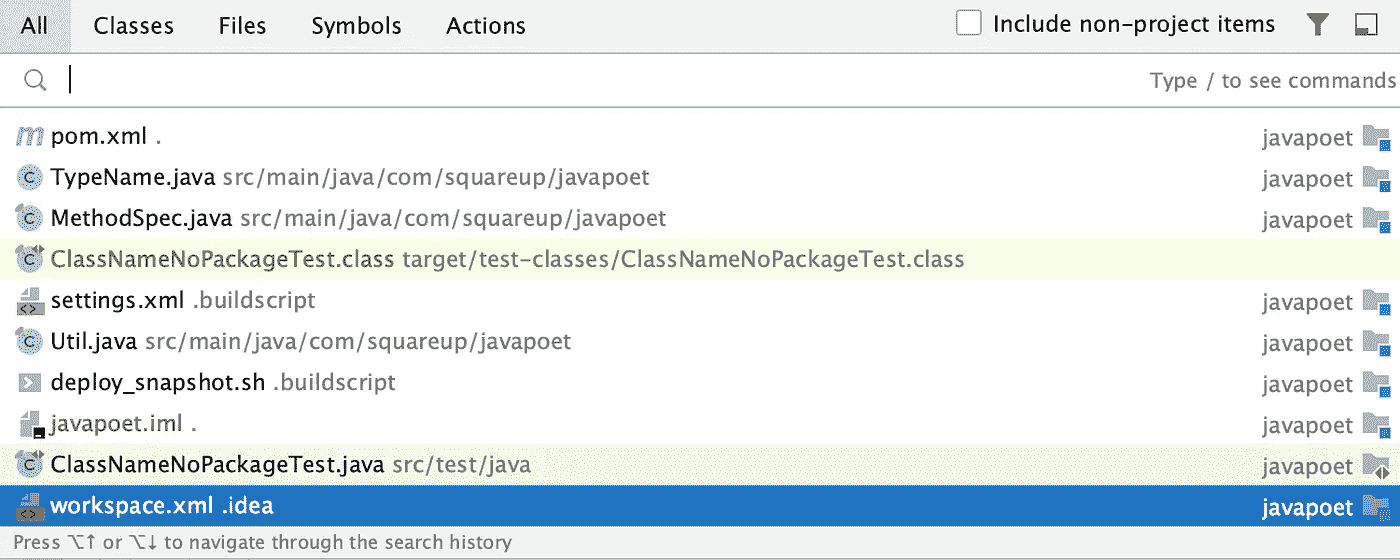 All Classes Files Symbols Actions Include non-project items
Type / to see commands
pom.xml . javapoet
TypeName.java src/main/java/com/squareup/javapoet javapoet
MethodSpec.java src/main/java/com/squareup/javapoet javapoet
ClassNameNoPackageTest.class target/test-classes/ClassNameNoPackageTest.class
settings.xml .buildscript javapoet
Util.java src/main/java/com/squareup/javapoet javapoet
deploy_snapshot.sh .buildscript javapoet
javapoet.iml . javapoet
ClassNameNoPackageTest.java src/test/java javapoet
workspace.xml .idea javapoet
Press ⌥↑ or ⌥↓ to navigate through the search history